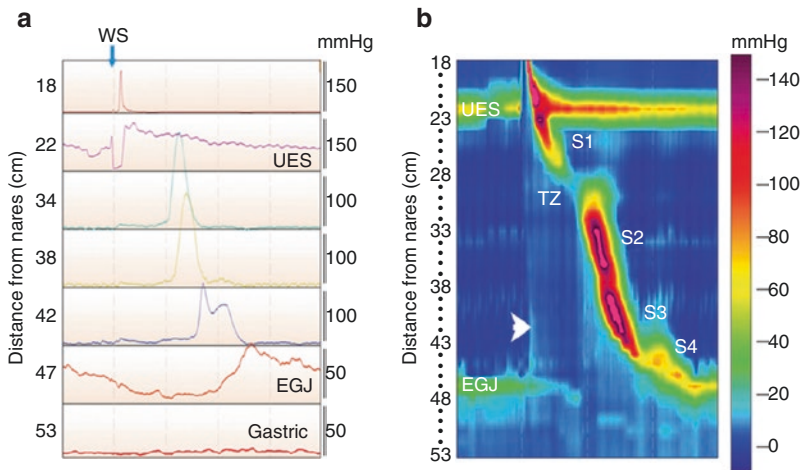 a
WS
mmHg
Distance from nares (cm)
18
150
22
UES
150
34
100
38
100
42
100
47
EGJ
50
53
Gastric
50
b
mmHg
Distance from nares (cm)
18
23
28
33
38
43
48
53
UES
S1
TZ
S2
S3
S4
EGJ
140
120
100
80
60
40
20
0